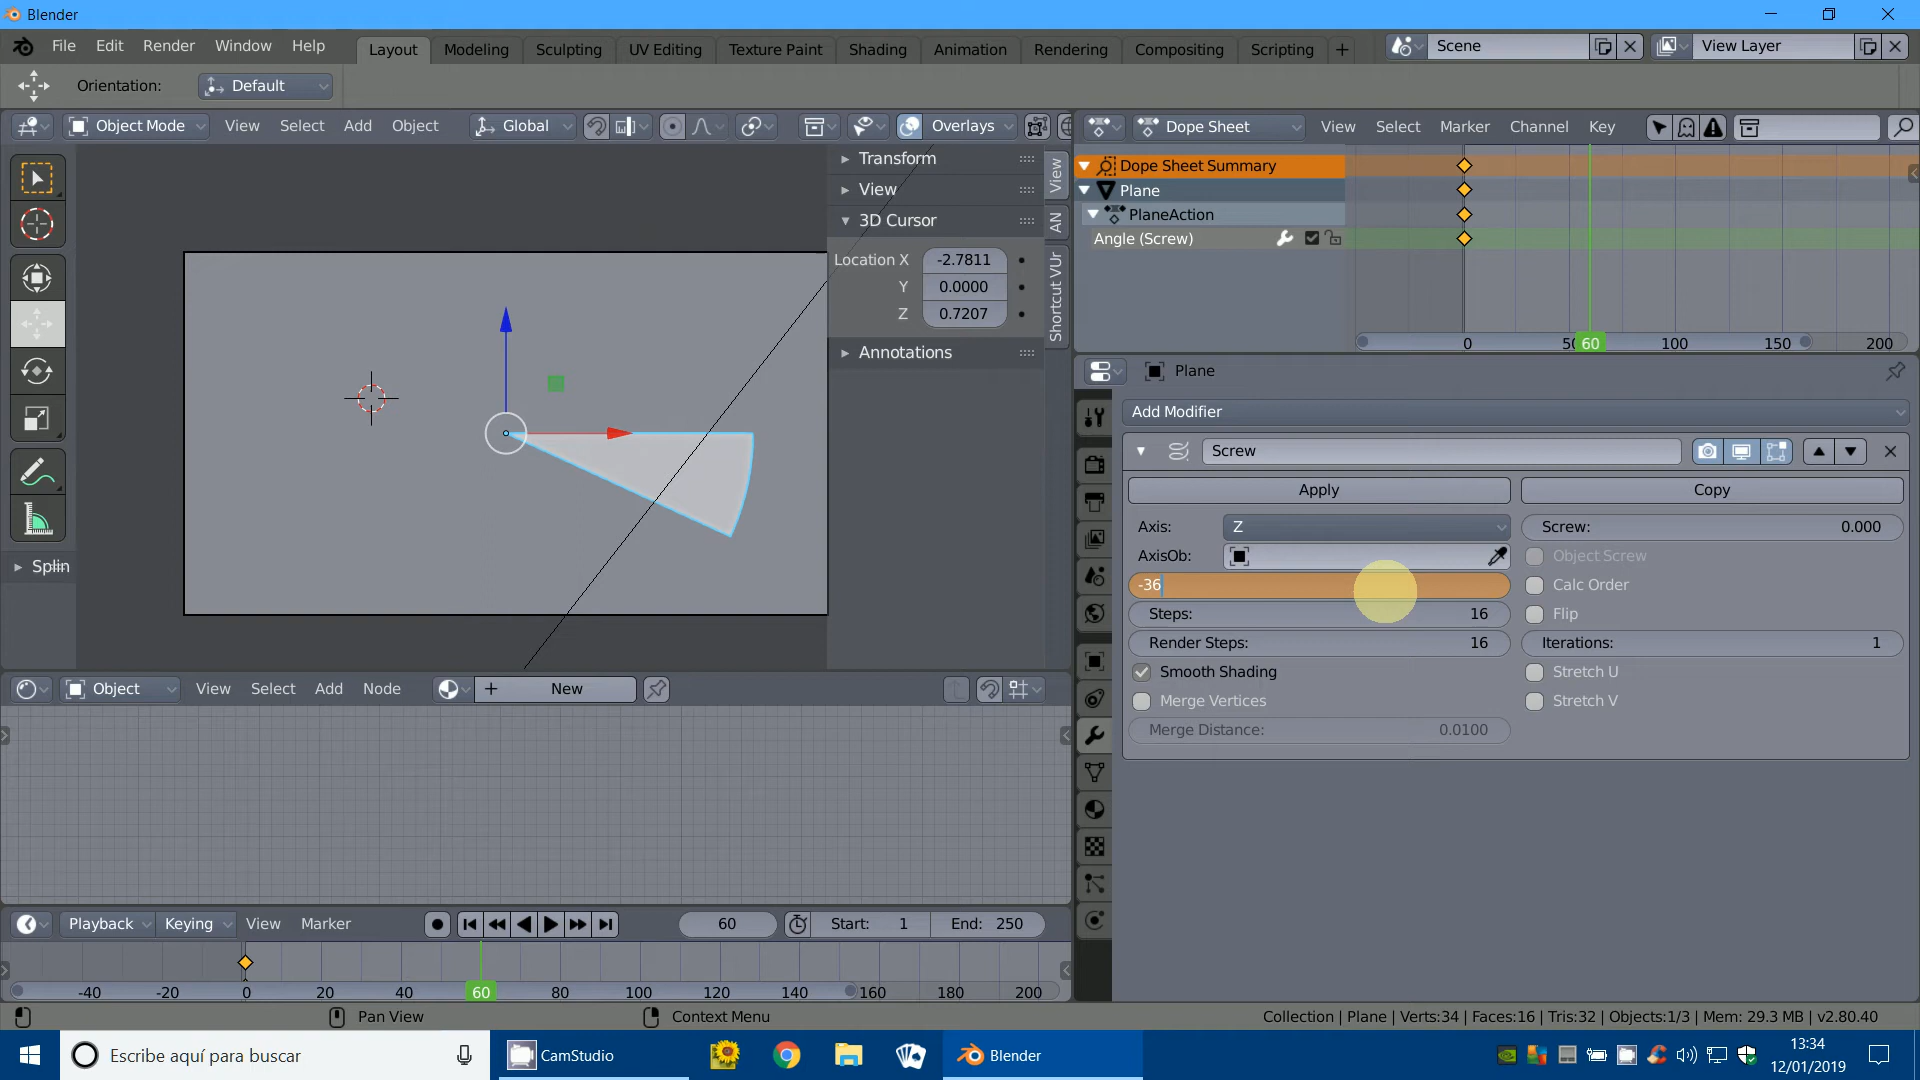 Blender
File Edit Render Window Help
Layout Modeling Sculpting UV Editing Texture Paint Shading Animation Rendering Compositing Scripting
Scene
View Layer
Orientation: Default
Object Mode View Select Add Object Global Overlays
Dope Sheet View Select Marker Channel Key
Transform
View
3D Cursor
Location X -2.7811
Y 0.0000
Z 0.7207
Annotations
View
AN
Shortcut VUr
Splin
Dope Sheet Summary
Plane
PlaneAction
Angle (Screw)
0 50 60 100 150 200
Plane
Add Modifier
Screw
Apply Copy
Axis: Z Screw: 0.000
AxisOb: Object Screw
-36 Calc Order
Steps: 16 Flip
Render Steps: 16 Iterations: 1
Smooth Shading Stretch U
Merge Vertices Stretch V
Merge Distance: 0.0100
Object View Select Add Node New
Playback Keying View Marker 60 Start: 1 End: 250
-40 -20 0 20 40 60 80 100 120 140 160 180 200
Pan View Context Menu
Collection | Plane | Verts:34 | Faces:16 | Tris:32 | Objects:1/3 | Mem: 29.3 MB | v2.80.40
Escribe aquí para buscar
CamStudio
Blender
13:34
12/01/2019